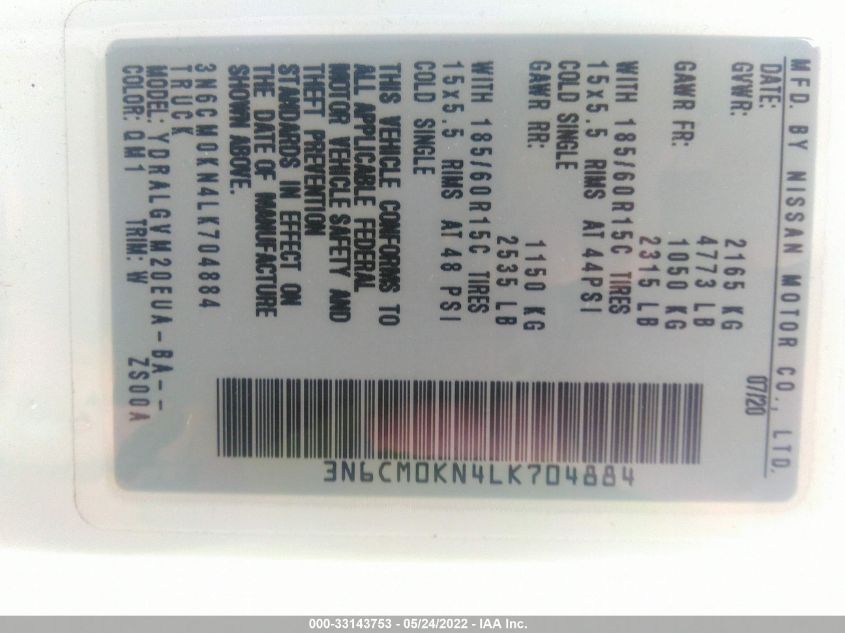 MFD. BY NISSAN MOTOR CO., LTD.
DATE: 07/20
GVWR: 2165 KG
4773 LB
GAWR FR: 1050 KG
2315 LB
WITH 185/60R15C TIRES
15x5.5 RIMS AT 44PSI
COLD SINGLE
GAWR RR: 1150 KG
2535 LB
WITH 185/60R15C TIRES
15x5.5 RIMS AT 48 PSI
COLD SINGLE
THIS VEHICLE CONFORMS TO
ALL APPLICABLE FEDERAL
MOTOR VEHICLE SAFETY AND
THEFT PREVENTION
STANDARDS IN EFFECT ON
THE DATE OF MANUFACTURE
SHOWN ABOVE.
3N6CM0KN4LK704884
TRUCK
MODEL: YDRALGVM20EUA-BA--
COLOR: QM1 TRIM: W ZS00A
3N6CM0KN4LK704884
000-33143753 - 05/24/2022 - IAA Inc.